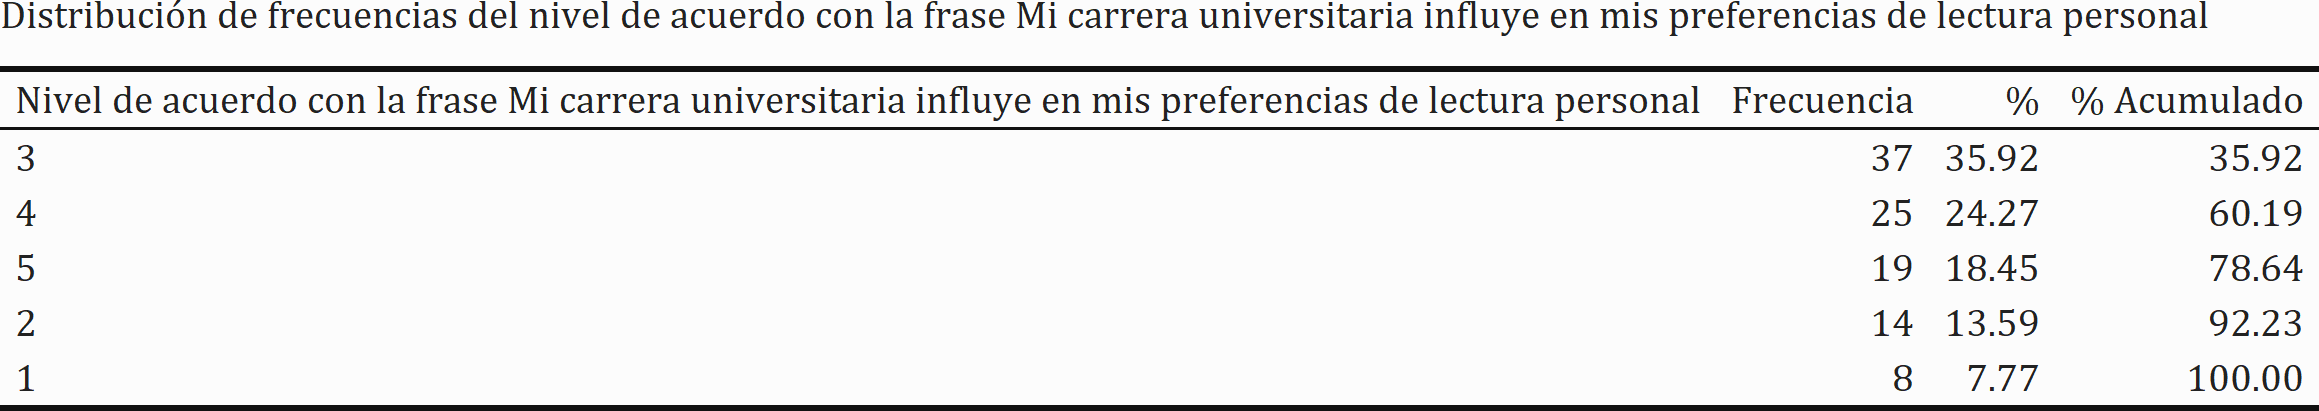 Distribución de frecuencias del nivel de acuerdo con la frase Mi carrera universitaria influye en mis preferencias de lectura personal
Nivel de acuerdo con la frase Mi carrera universitaria influye en mis preferencias de lectura personal Frecuencia % % Acumulado
3 37 35.92 35.92
4 25 24.27 60.19
5 19 18.45 78.64
2 14 13.59 92.23
1 8 7.77 100.00